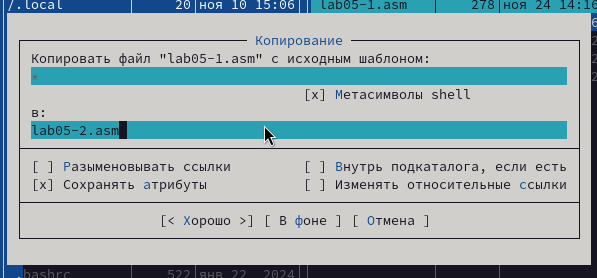 /.local 20 ноя 10 15:06 lab05-1.asm 278 ноя 24 14:16
Копирование
Копировать файл "lab05-1.asm" с исходным шаблоном:
*
[x] Метасимволы shell
в:
lab05-2.asm
[ ] Разыменовывать ссылки [ ] Внутрь подкаталога, если есть
[x] Сохранять атрибуты [ ] Изменять относительные ссылки
[< Хорошо >] [ В фоне ] [ Отмена ]
.bashrc 522 янв 22 2024